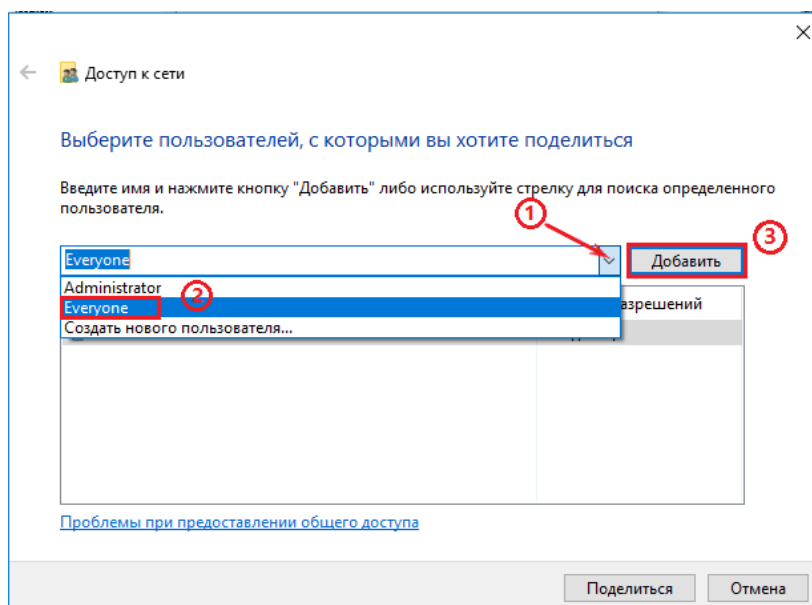 Доступ к сети
Выберите пользователей, с которыми вы хотите поделиться
Введите имя и нажмите кнопку "Добавить" либо используйте стрелку для поиска определенного
пользователя.
1
3
Everyone
Добавить
Administrator
2
Everyone
азрешений
Создать нового пользователя...
Проблемы при предоставлении общего доступа
Поделиться
Отмена